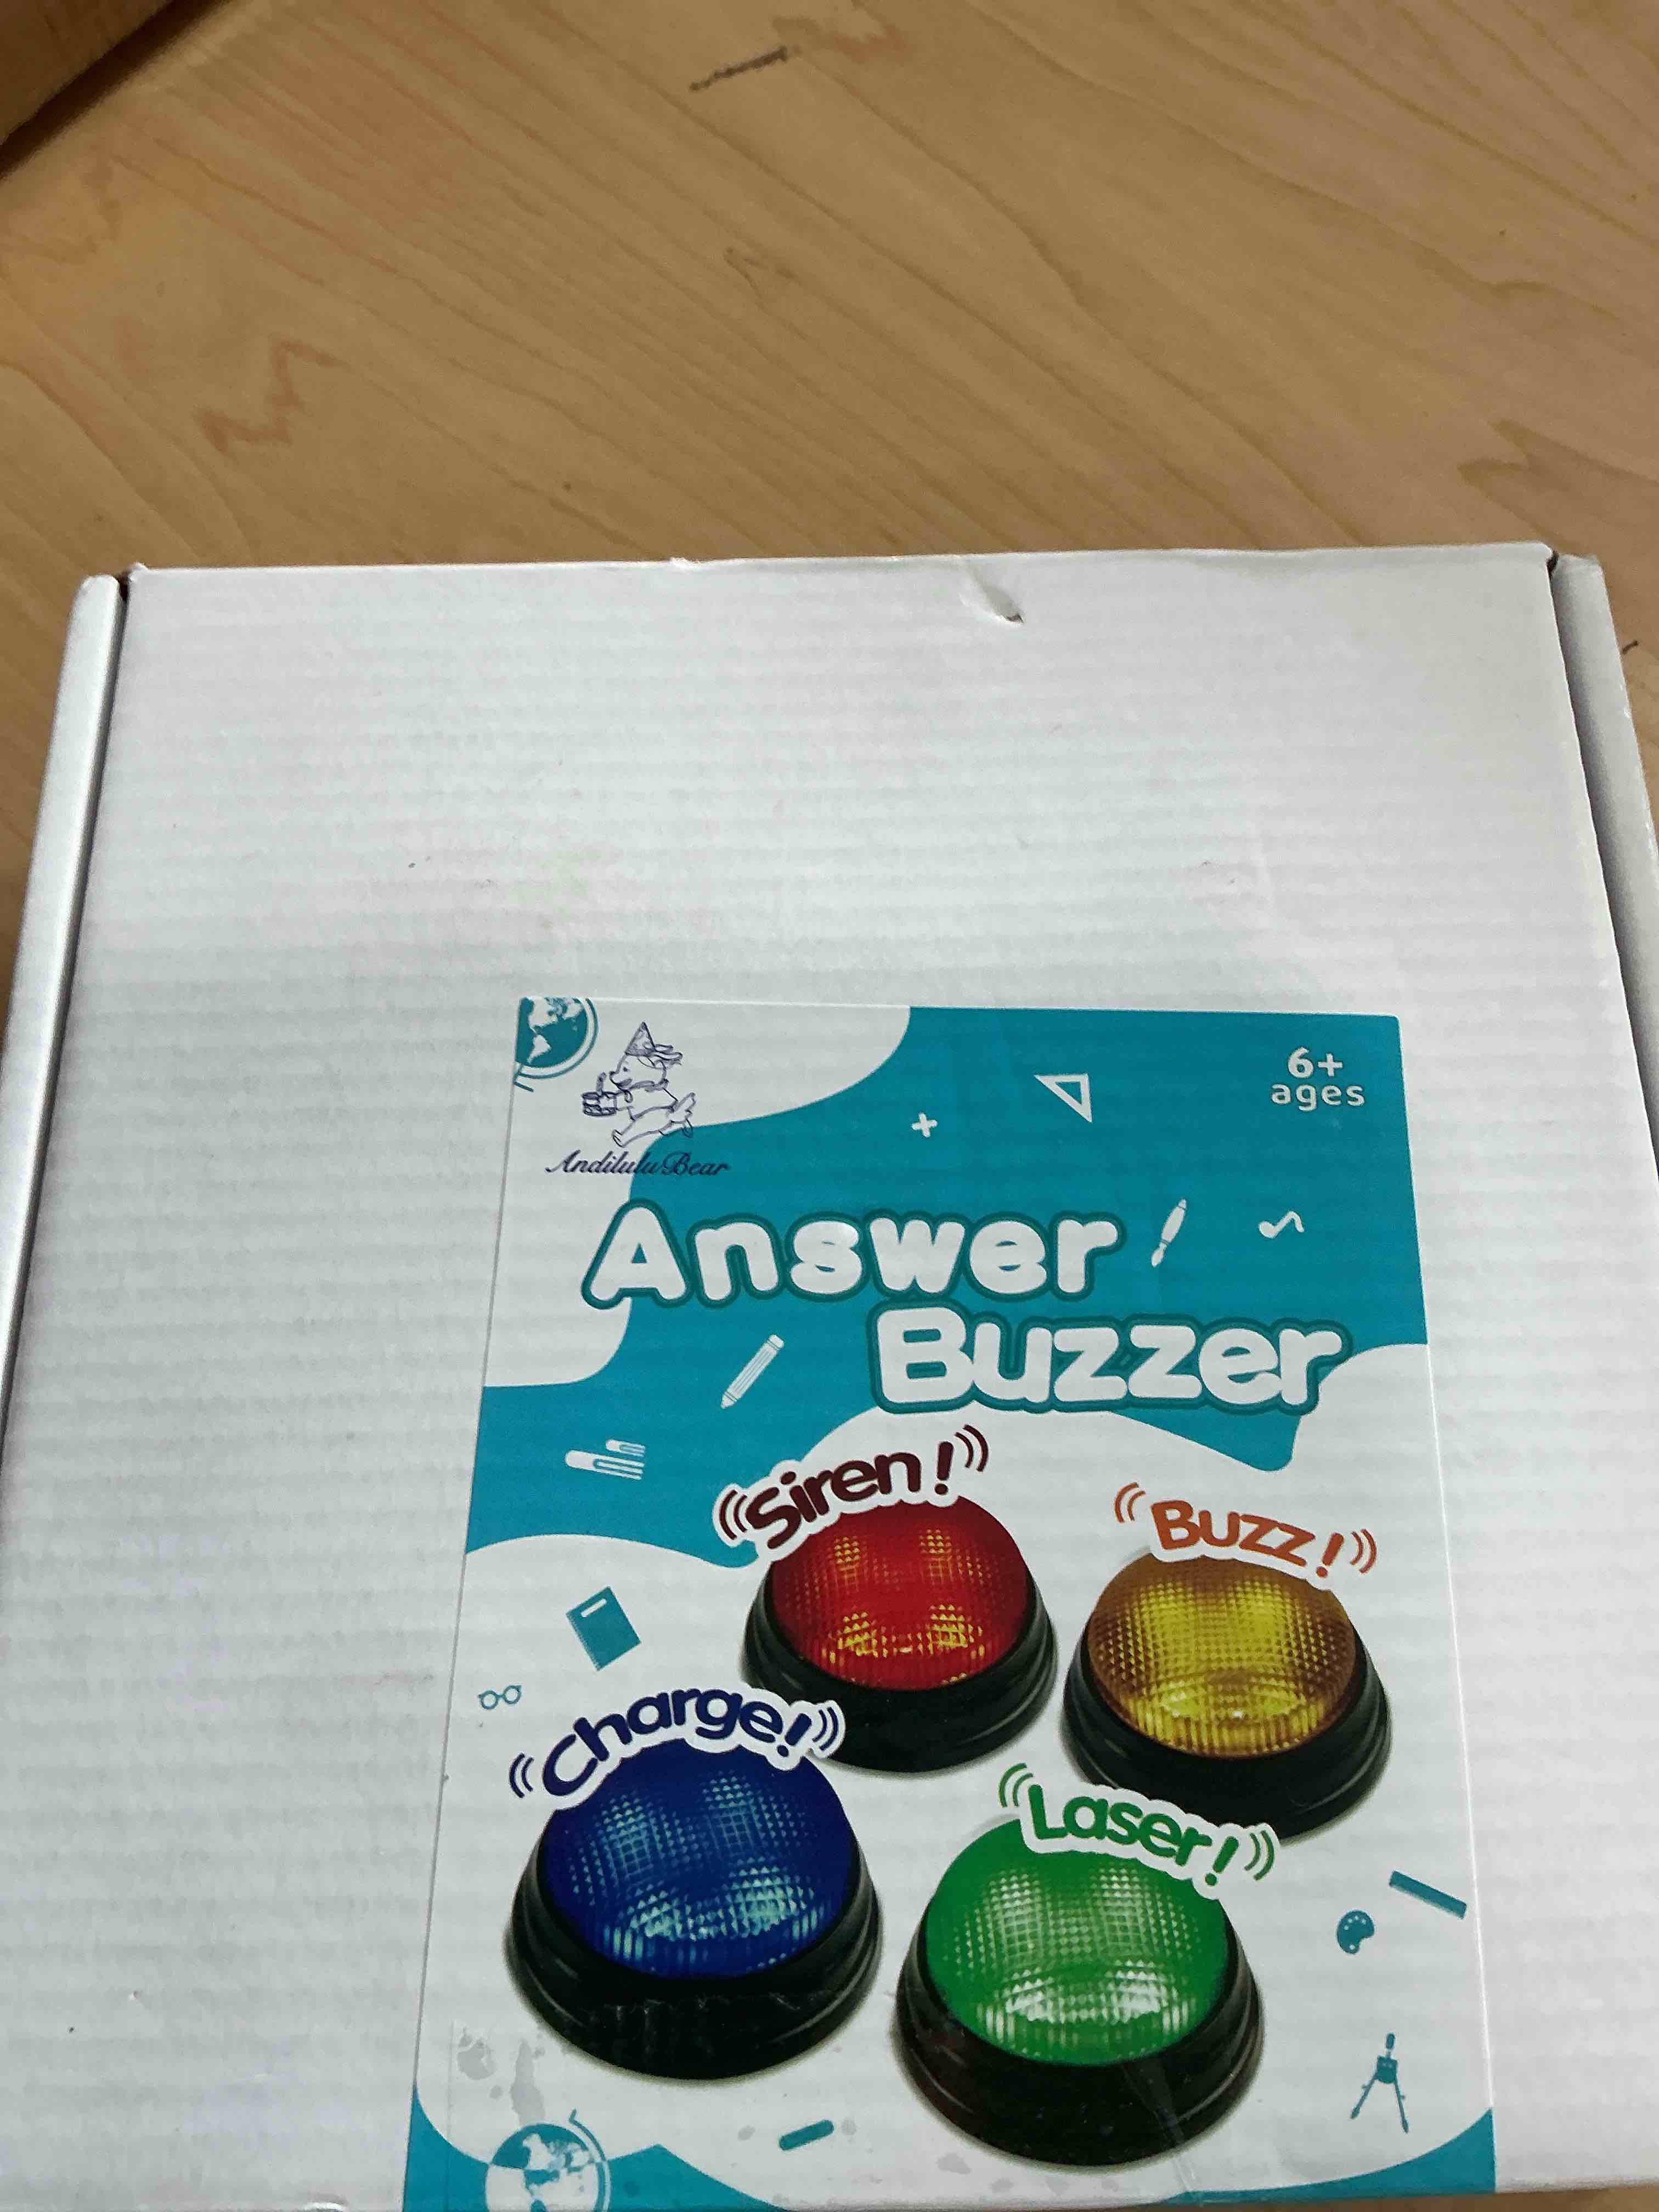 6+
ages
AndiluluBear
Answer
Buzzer
Siren!
Buzz!
Charge!
Laser!